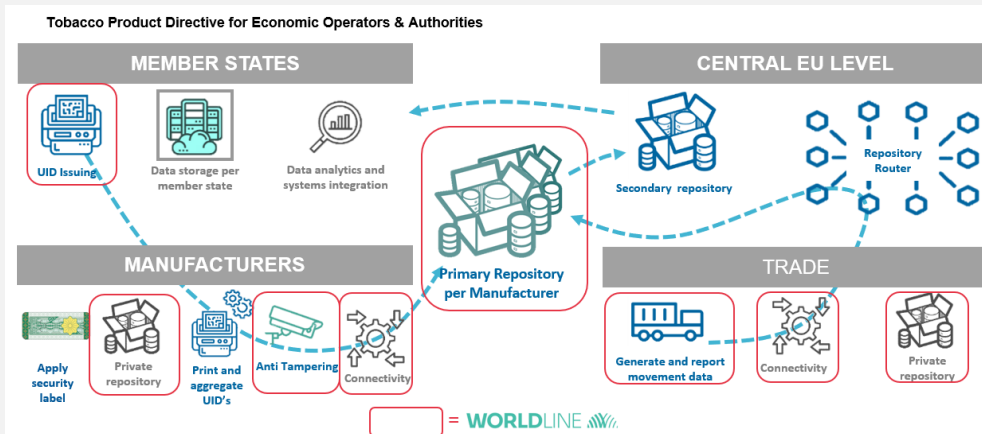 Tobacco Product Directive for Economic Operators & Authorities
MEMBER STATES
CENTRAL EU LEVEL
UID Issuing
Data storage per
member state
Data analytics and
systems integration
Secondary repository
Repository
Router
MANUFACTURERS
Primary Repository
per Manufacturer
TRADE
Apply
security
label
Private
repository
Print and
aggregate
UID's
Anti Tampering
Connectivity
Generate and report
movement data
Connectivity
Private
repository
= WORLDLINE